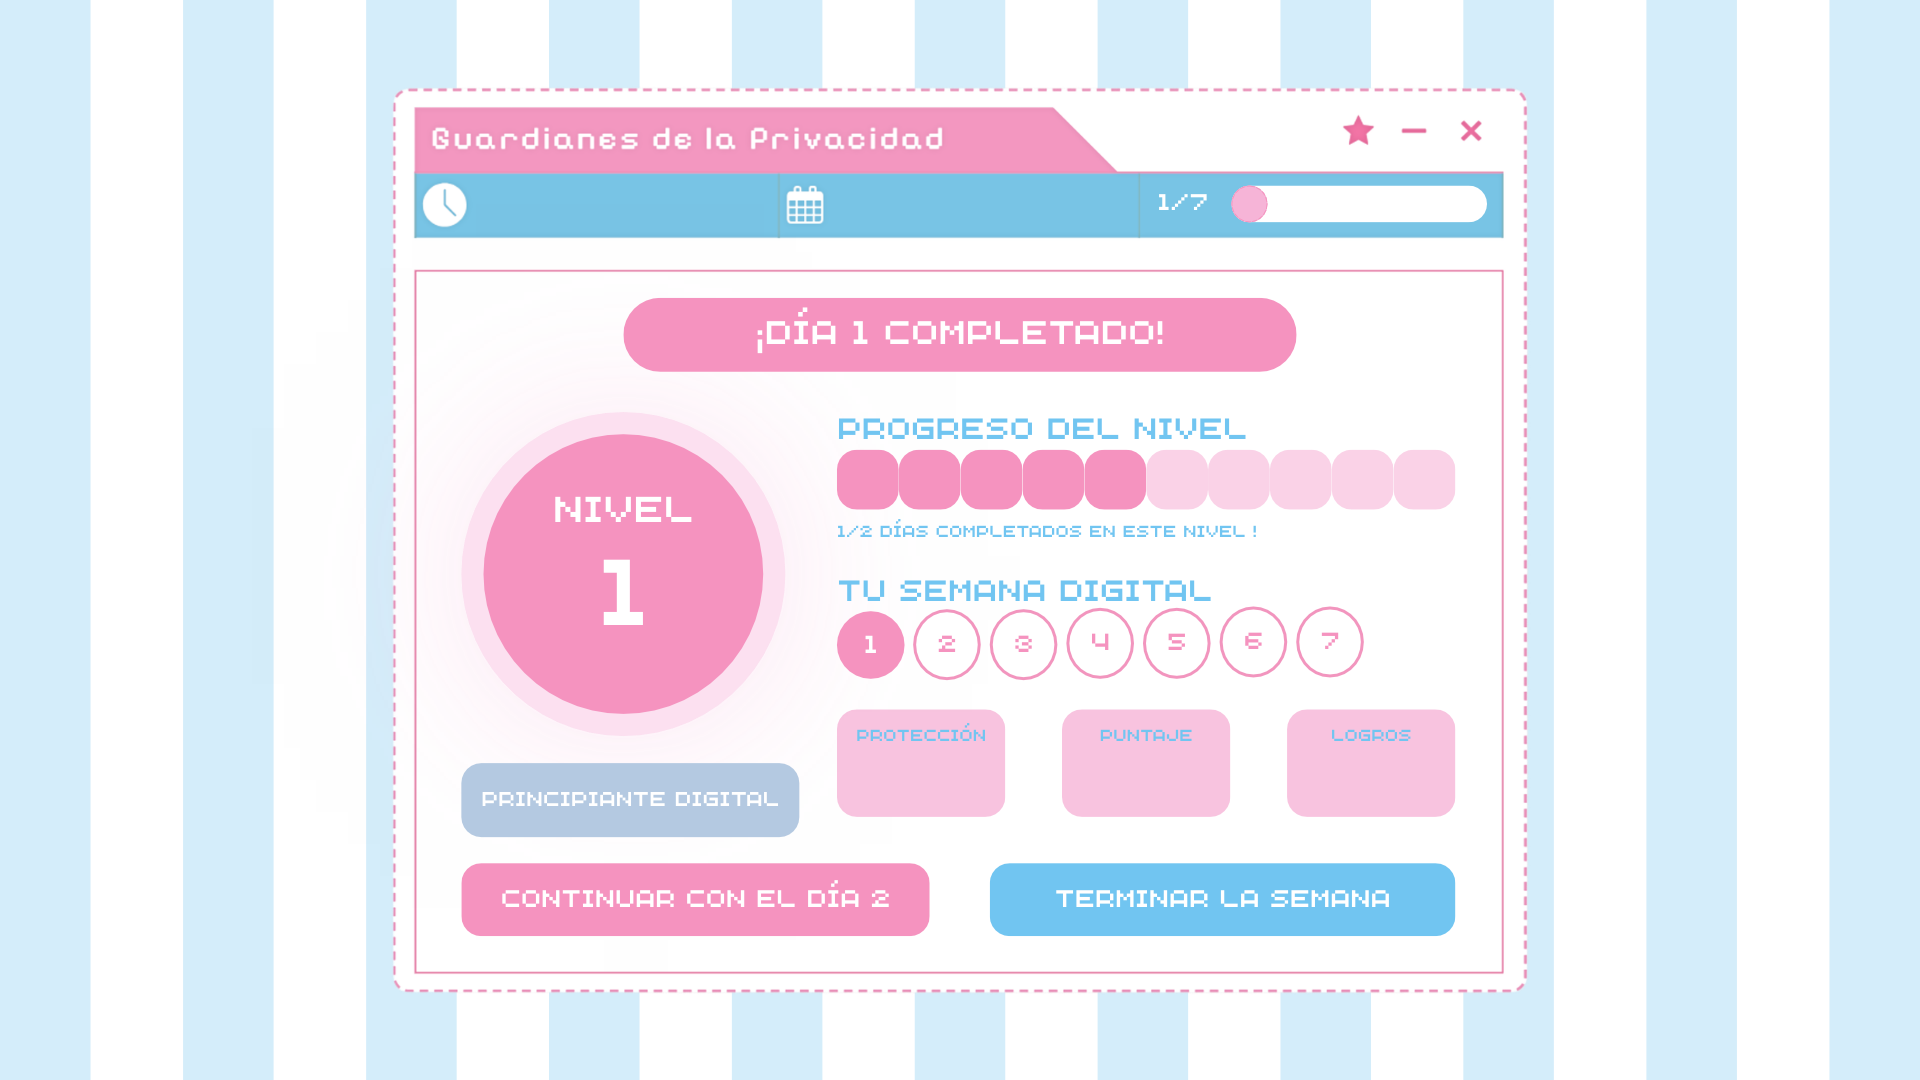 Guardianes de la Privacidad
1/7
¡DÍA 1 COMPLETADO!
NIVEL
1
PRINCIPIANTE DIGITAL
PROGRESO DEL NIVEL
1/2 DÍAS COMPLETADOS EN ESTE NIVEL !
TU SEMANA DIGITAL
1 2 3 4 5 6 7
PROTECCIÓN PUNTAJE LOGROS
CONTINUAR CON EL DÍA 2
TERMINAR LA SEMANA